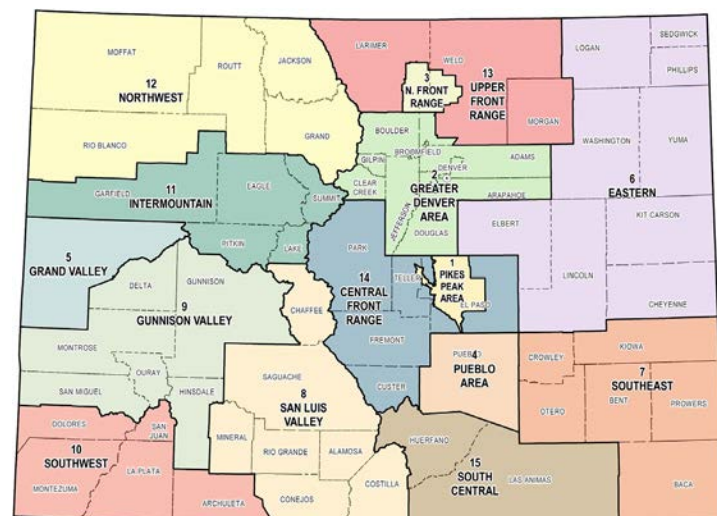 LARIMER
WELD
LOGAN
SEDGWICK
PHILLIPS
MOFFAT
ROUTT
JACKSON
12
NORTHWEST
3
N. FRONT
RANGE
13
UPPER
FRONT
RANGE
MORGAN
GRAND
RIO BLANCO
BOULDER
BROOMFIELD
GILPIN
DENVER
ADAMS
WASHINGTON
YUMA
CLEAR
CREEK
2
GREATER
DENVER
AREA
ARAPAHOE
JEFFERSON
DOUGLAS
6
EASTERN
GARFIELD
EAGLE
SUMMIT
11
INTERMOUNTAIN
PITKIN
LAKE
ELBERT
KIT CARSON
LINCOLN
CHEYENNE
5
GRAND VALLEY
DELTA
GUNNISON
9
GUNNISON VALLEY
PARK
14
CENTRAL
FRONT
RANGE
TELLER
1
PIKES
PEAK
AREA
EL PASO
CHAFFEE
FREMONT
CUSTER
MONTROSE
OURAY
SAN MIGUEL
HINSDALE
SAGUACHE
8
SAN LUIS
VALLEY
PUEBLO
4
PUEBLO
AREA
CROWLEY
KIOWA
7
SOUTHEAST
OTERO
BENT
PROWERS
BACA
DOLORES
SAN
JUAN
10
SOUTHWEST
LA PLATA
MONTEZUMA
ARCHULETA
MINERAL
RIO GRANDE
ALAMOSA
CONEJOS
COSTILLA
HUERFANO
15
SOUTH
CENTRAL
LAS ANIMAS